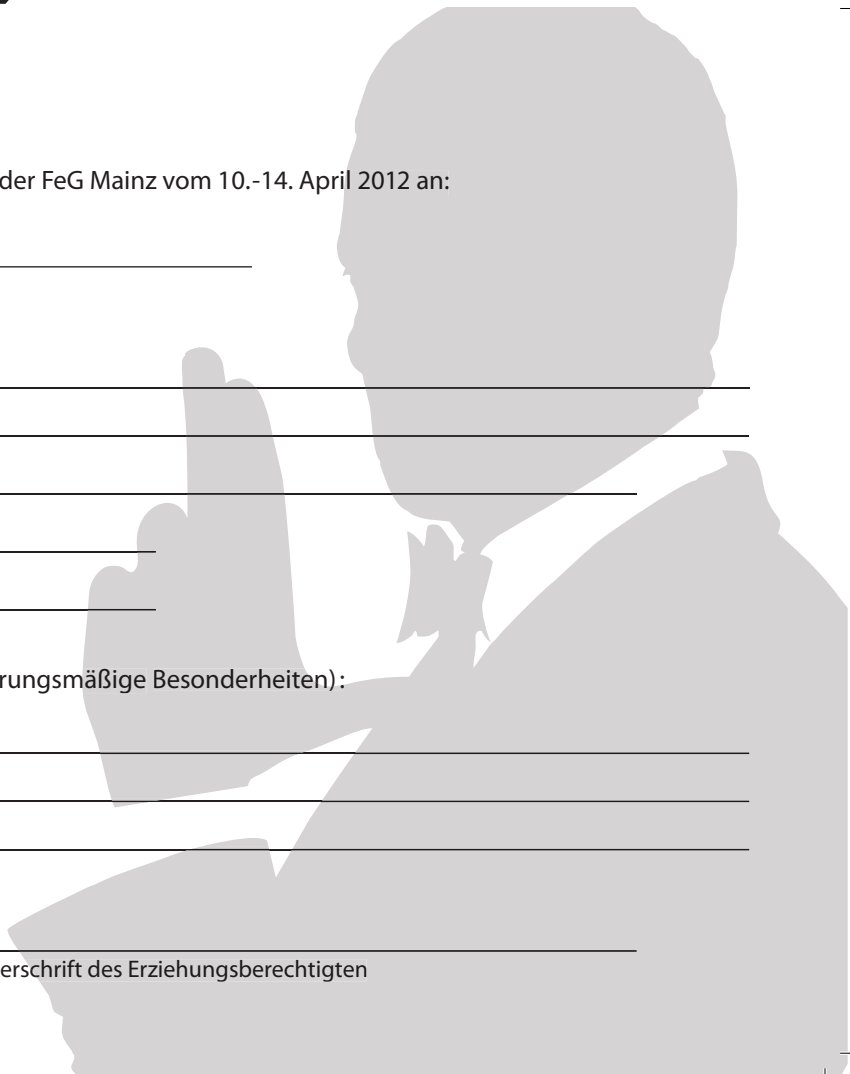 der FeG Mainz vom 10.-14. April 2012 an:
rungsmäßige Besonderheiten):
erschrift des Erziehungsberechtigten